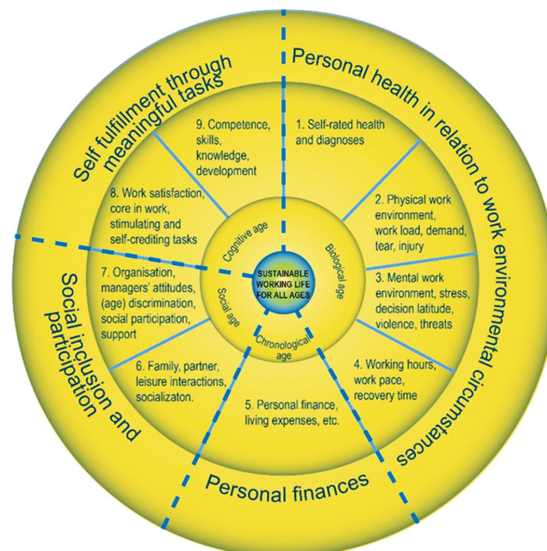 Self fulfillment through
meaningful tasks
Personal health in relation to work environmental circumstances
9. Competence,
skills,
knowledge,
development
1. Self-rated health
and diagnoses
8. Work satisfaction,
core in work,
stimulating and
self-crediting tasks
2. Physical work
environment,
work load, demand,
tear, injury
Cognitive age
Biological age
7. Organisation,
managers' attitudes,
(age) discrimination,
social participation,
support
SUSTAINABLE
WORKING LIFE
FOR ALL AGES
3. Mental work
environment, stress,
decision latitude,
violence, threats
Social age
Chronological
age
6. Family, partner,
leisure interactions,
socializaton.
4. Working hours,
work pace,
recovery time
5. Personal finance,
living expenses, etc.
Social inclusion and
participation
Personal finances